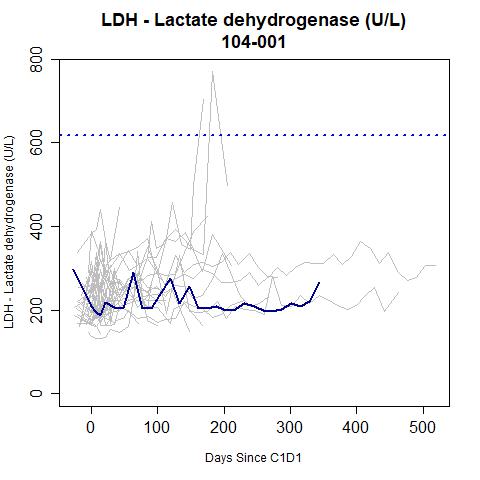 LDH - Lactate dehydrogenase (U/L)
104-001
LDH - Lactate dehydrogenase (U/L)
800
600
400
200
0
0 100 200 300 400 500
Days Since C1D1